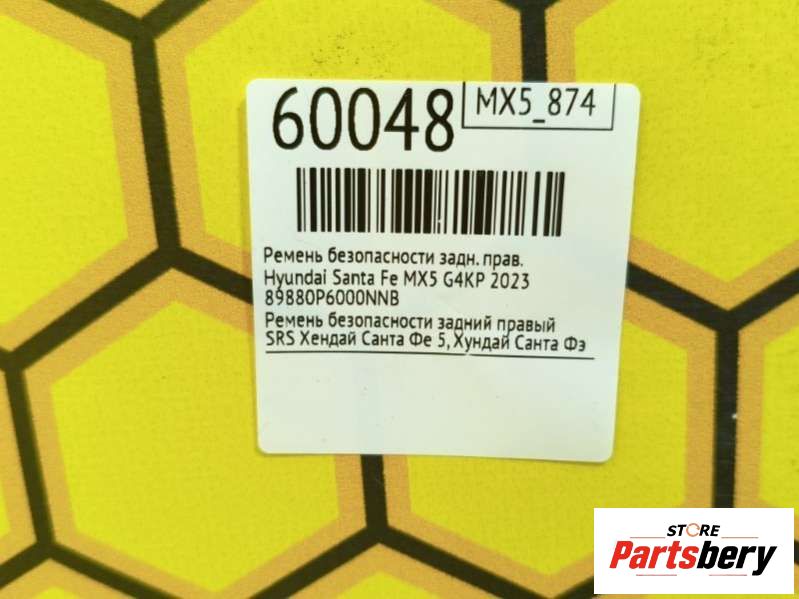 60048
MX5_874
Ремень безопасности задн. прав.
Hyundai Santa Fe MX5 G4KP 2023
89880P6000NNB
Ремень безопасности задний правый
SRS Хендай Санта Фе 5, Хундай Санта Фэ
STORE
Partsbery